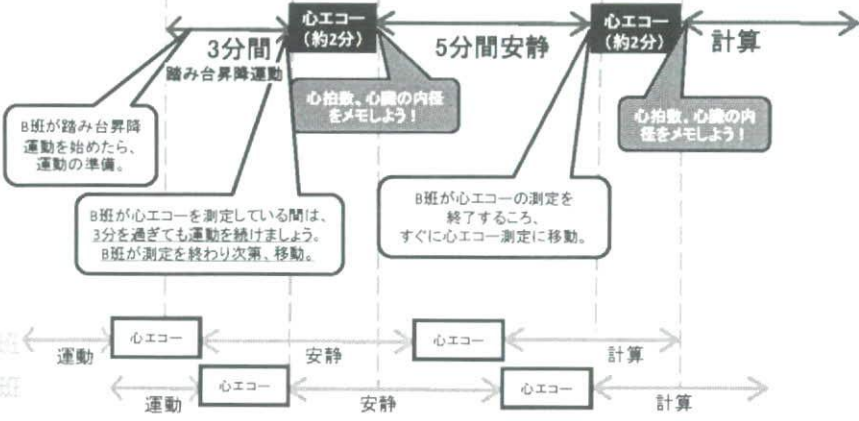 心エコー
(約2分)
3分間
踏み台昇降運動
5分間安静
心エコー
(約2分)
計算
心拍数、心臓の内径
をメモしよう!
心拍数、心臓の内
径をメモしよう!
B班が踏み台昇降
運動を始めたら、
運動の準備。
B班が心エコーを測定している間は、
3分を過ぎても運動を続けましょう。
B班が測定を終わり次第、移動。
B班が心エコーの測定を
終了するころ、
すぐに心エコー測定に移動。
班
運動
心エコー
安静
心エコー
計算
班
運動
心エコー
安静
心エコー
計算